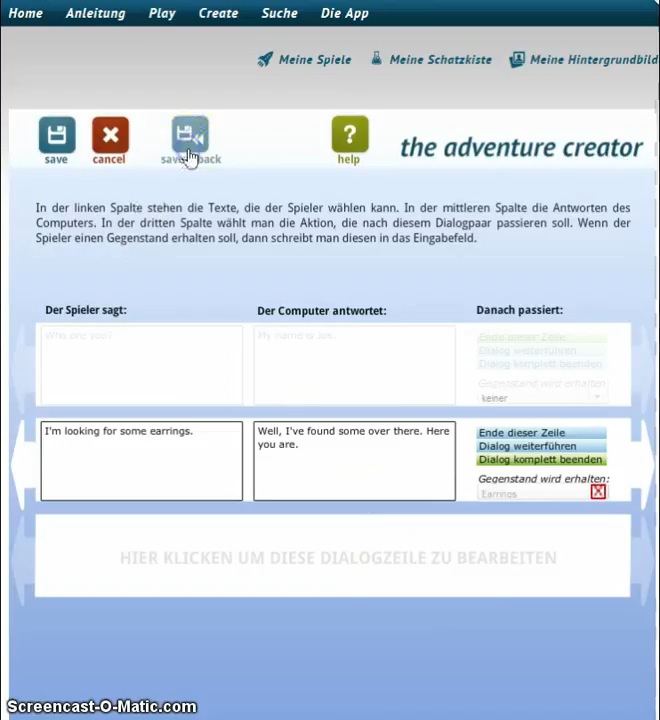 Home Anleitung Play Create Suche Die App
Meine Spiele Meine Schatzkiste Meine Hintergrundbild
save cancel save back help the adventure creator
In der linken Spalte stehen die Texte, die der Spieler wählen kann. In der mittleren Spalte die Antworten des
Computers. In der dritten Spalte wählt man die Aktion, die nach diesem Dialogpaar passieren soll. Wenn der
Spieler einen Gegenstand erhalten soll, dann schreibt man diesen in das Eingabefeld.
Der Spieler sagt: Der Computer antwortet: Danach passiert:
Who are you? My name is Jos. Ende dieser Zeile
Dialog weiterführen
Dialog komplett beenden
Gegenstand wird erhalten:
keiner
I'm looking for some earrings. Well, I've found some over there. Here
you are.
Ende dieser Zeile
Dialog weiterführen
Dialog komplett beenden
Gegenstand wird erhalten:
X
HIER KLICKEN UM DIESE DIALOGZEILE ZU BEARBEITEN
Screencast-O-Matic.com